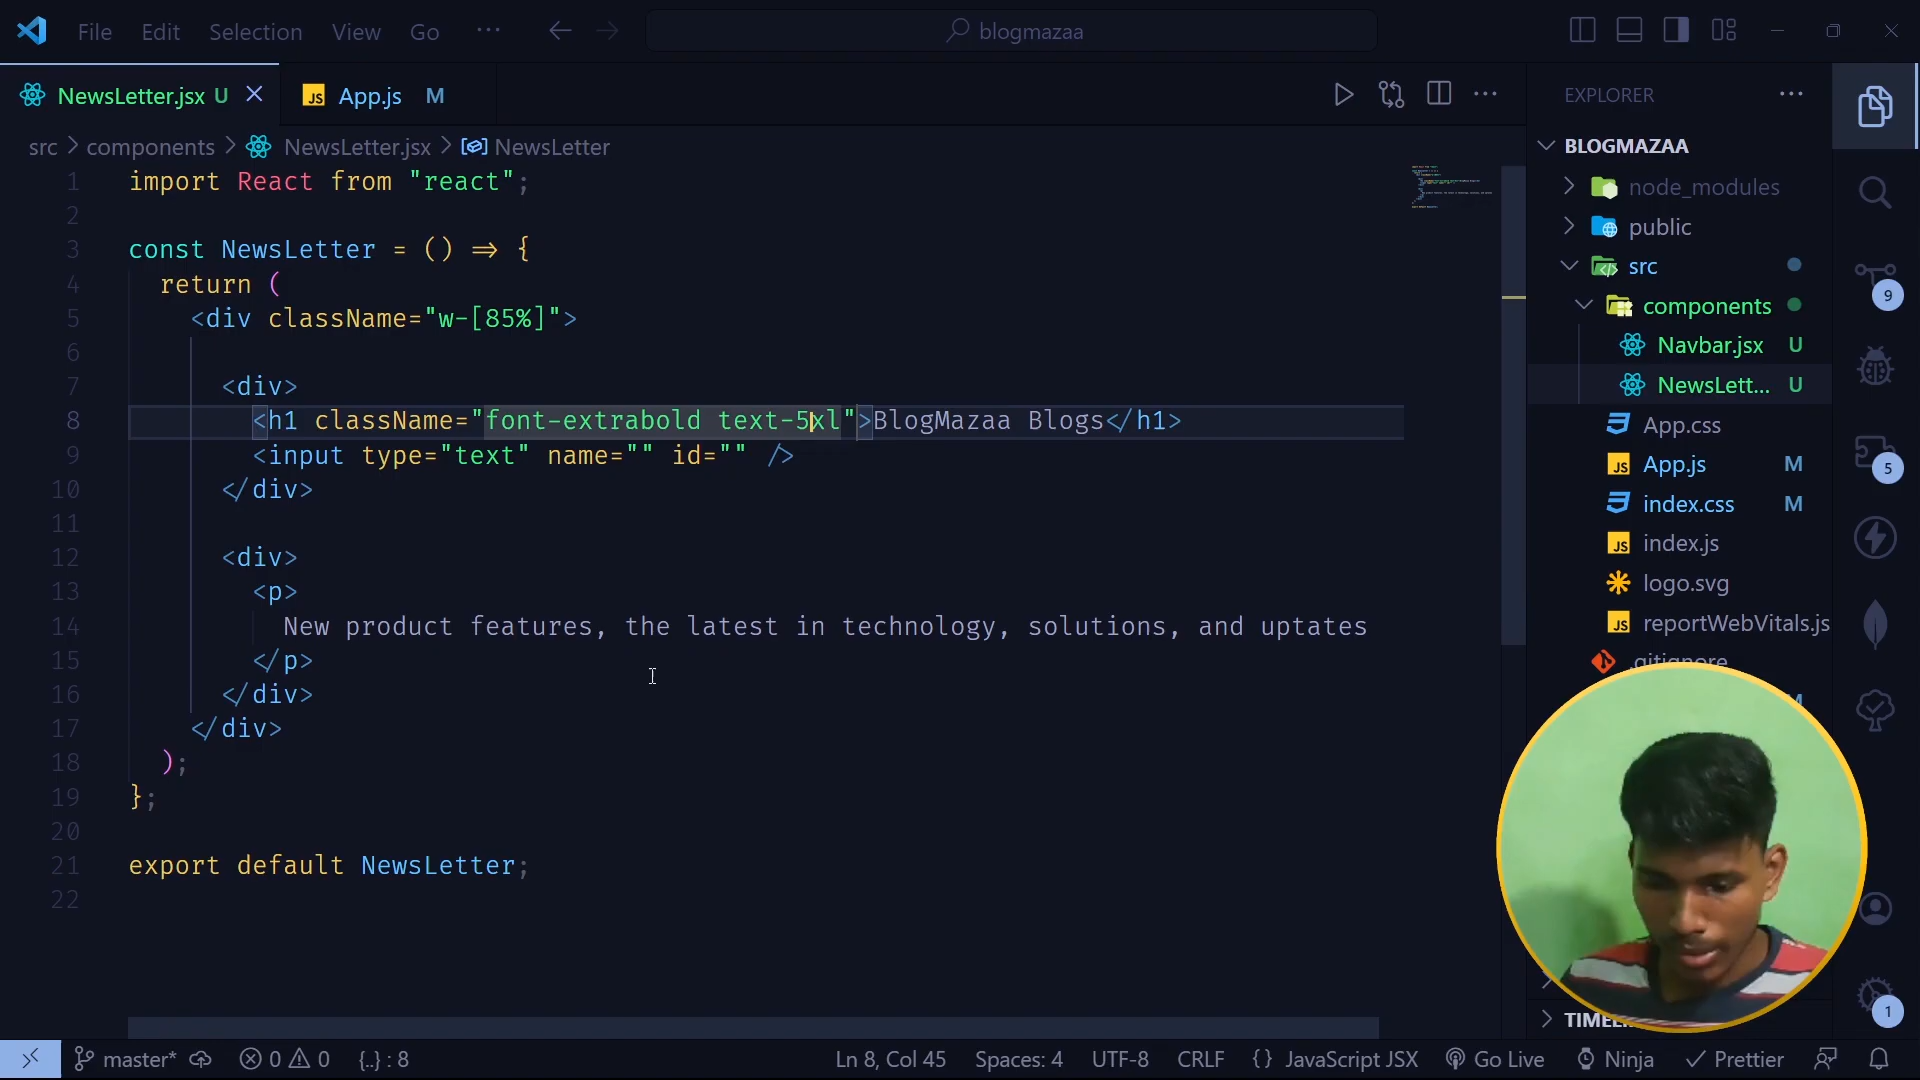 File Edit Selection View Go ··· blogmazaa
NewsLetter.jsx U App.js M
src > components > NewsLetter.jsx > NewsLetter
1 import React from "react";
2
3 const NewsLetter = () => {
4 return (
5 <div className="w-[85%]">
6
7 <div>
8 <h1 className="font-extrabold text-5xl">BlogMazaa Blogs</h1>
9 <input type="text" name="" id="" />
10 </div>
11
12 <div>
13 <p>
14 New product features, the latest in technology, solutions, and uptates
15 </p>
16 </div>
17 </div>
18 );
19 };
20
21 export default NewsLetter;
22
EXPLORER ···
BLOGMAZAA
node_modules
public
src
components
Navbar.jsx U
NewsLett... U
App.css
App.js M
index.css M
index.js
logo.svg
reportWebVitals.js
.gitignore
9
5
1
master* 0 0 {..} : 8 Ln 8, Col 45 Spaces: 4 UTF-8 CRLF {} JavaScript JSX Go Live Ninja Prettier